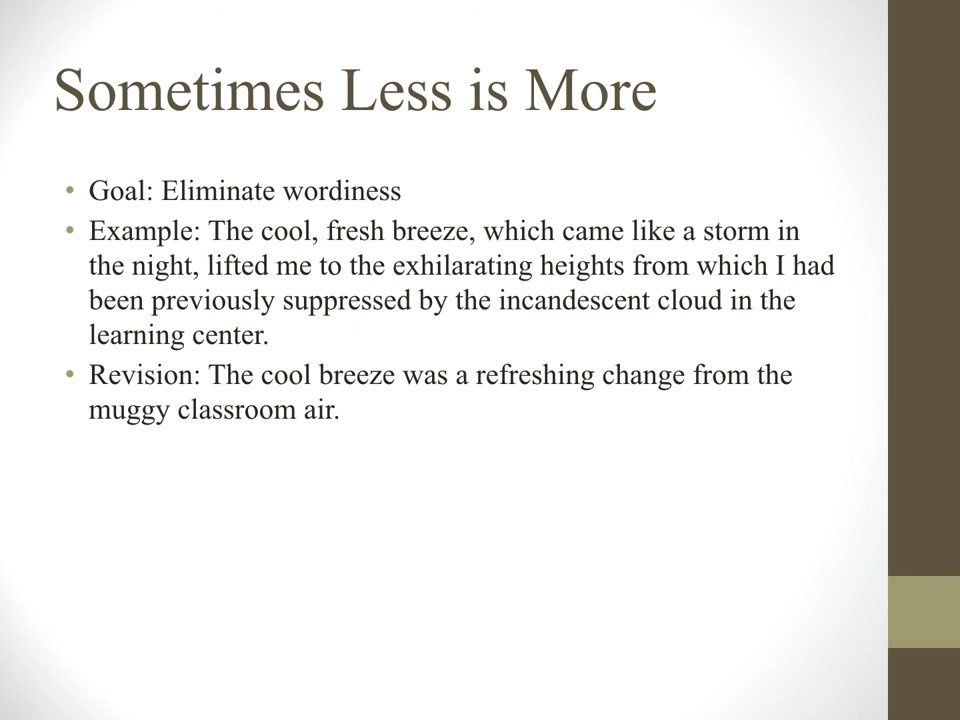 Sometimes Less is More
• Goal: Eliminate wordiness
• Example: The cool, fresh breeze, which came like a storm in
the night, lifted me to the exhilarating heights from which I had
been previously suppressed by the incandescent cloud in the
learning center.
• Revision: The cool breeze was a refreshing change from the
muggy classroom air.